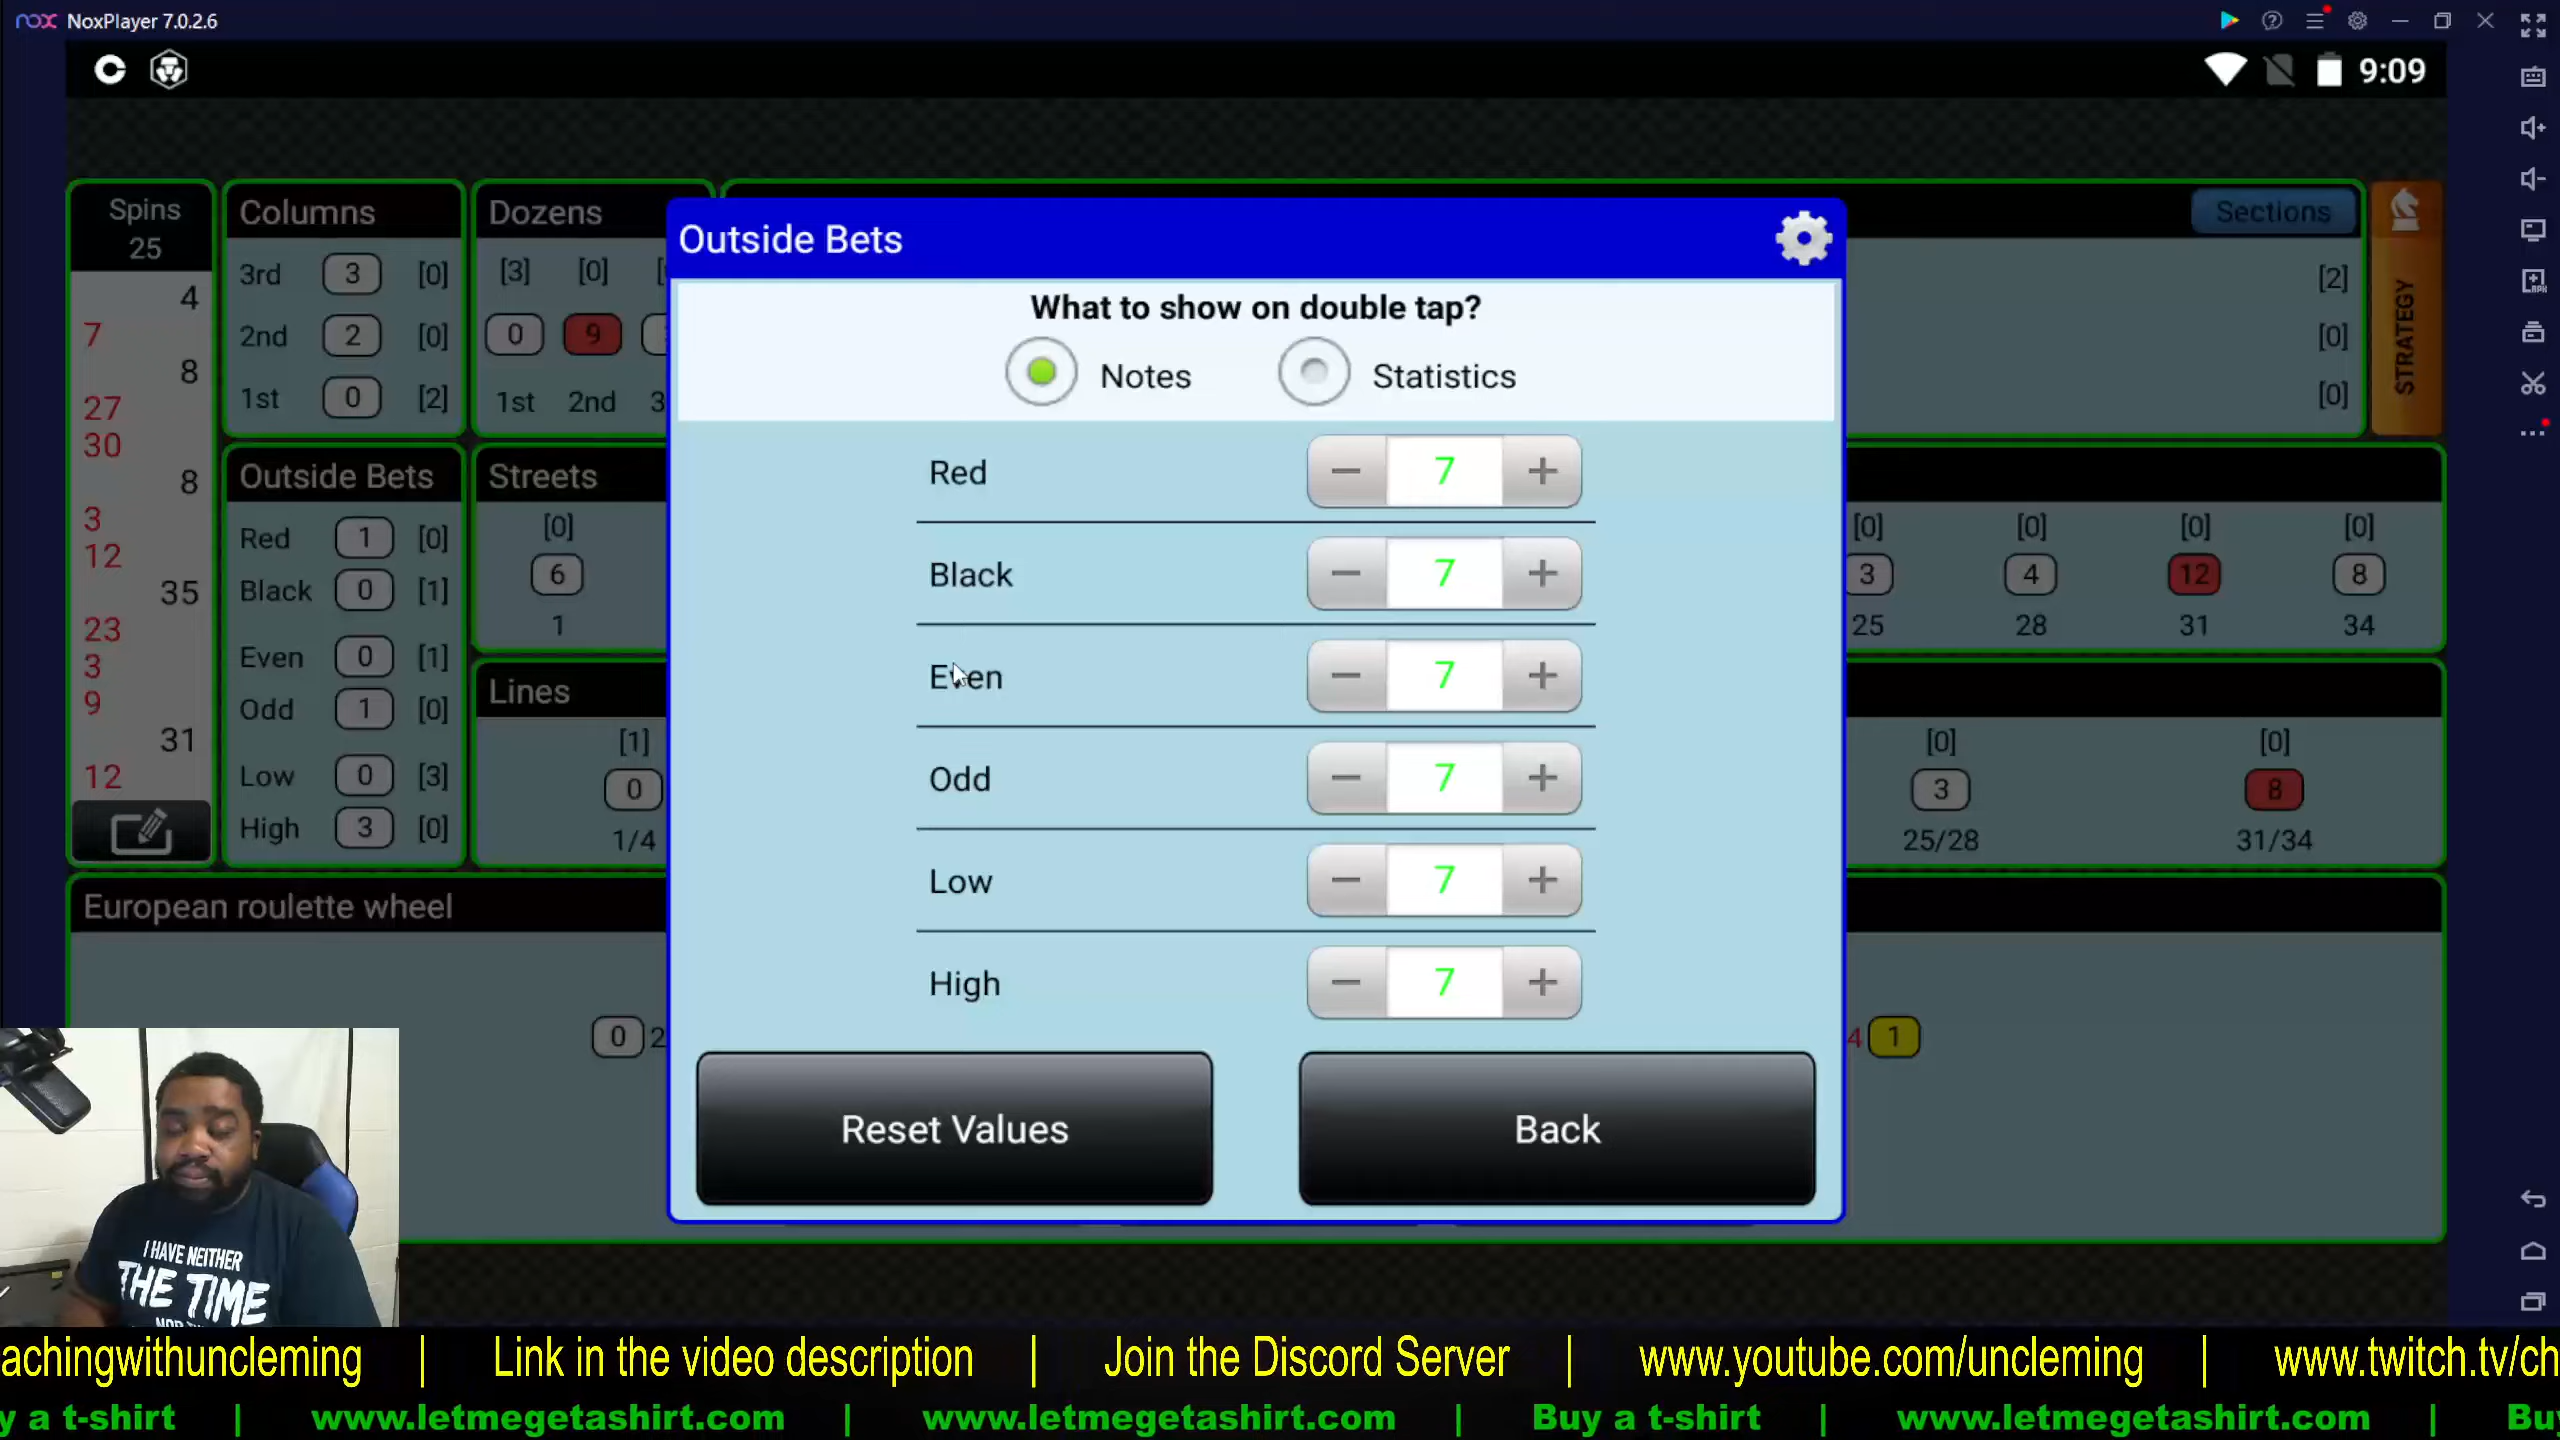 nox NoxPlayer 7.0.2.6
9:09
Spins
25
4
7
8
27
30
8
3
12
35
23
3
9
31
12
Columns
3rd 3 [0]
2nd 2 [0]
1st 0 [2]
Dozens
[3] [0]
0 9
1st 2nd 3
Sections
[2]
[0]
[0]
STRATEGY
Outside Bets
Red 1 [0]
Black 0 [1]
Even 0 [1]
Odd 1 [0]
Low 0 [3]
High 3 [0]
Streets
[0]
6
1
[0] [0] [0] [0]
3 4 12 8
25 28 31 34
Lines
[1]
0
1/4
[0] [0]
3 8
25/28 31/34
European roulette wheel
0 2
4 1
Outside Bets
What to show on double tap?
Notes Statistics
Red − 7 +
Black − 7 +
Even − 7 +
Odd − 7 +
Low − 7 +
High − 7 +
Reset Values Back
I HAVE NEITHER
THE TIME
achingwithuncleming | Link in the video description | Join the Discord Server | www.youtube.com/uncleming | www.twitch.tv/ch
y a t-shirt | www.letmegetashirt.com | www.letmegetashirt.com | Buy a t-shirt | www.letmegetashirt.com | Buy